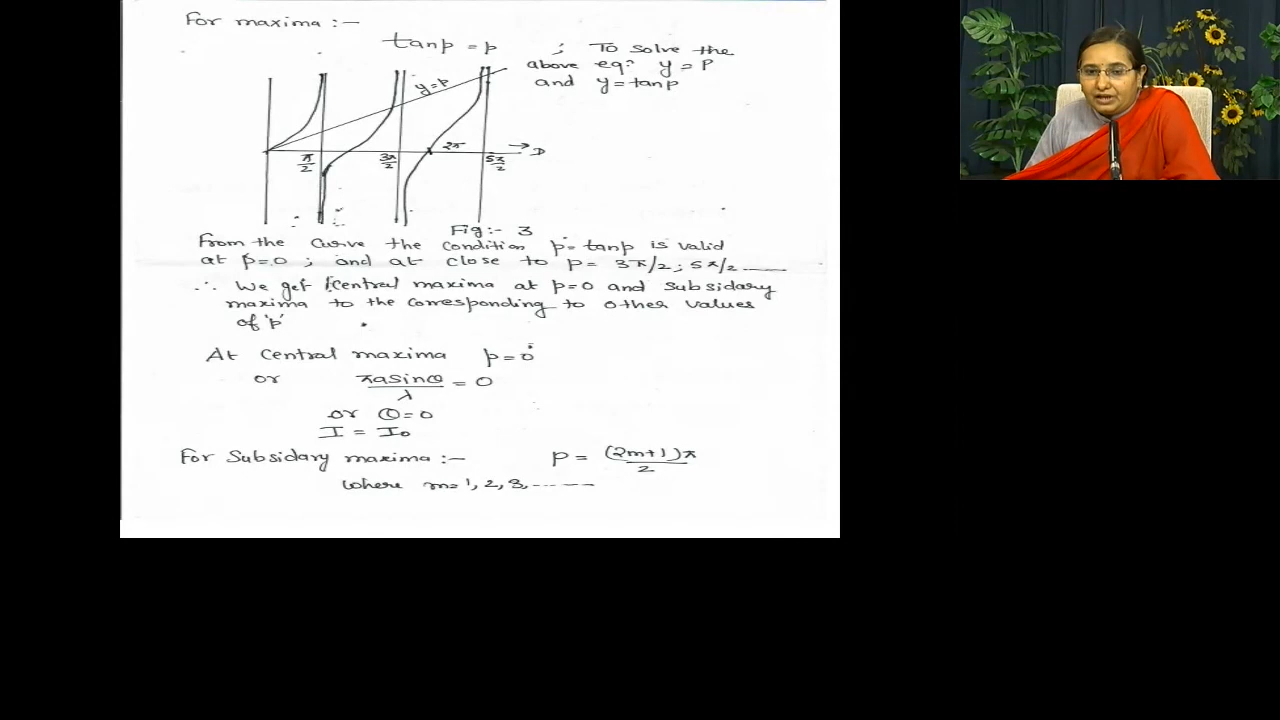 For maxima :-
tanp = p ; To solve the
above eqn y = P
and y = tanp
y = P
π/2 3π/2 2π 5π/2
Fig:- 3
From the Curve the Condition p = tanp is valid
at p=0 ; and at close to p = 3π/2 ; 5π/2 ------
∴ We get Central maxima at p=0 and subsidary
maxima to the corresponding to other values
of 'p'
At Central maxima p = 0
or πasinθ/λ = 0
or θ = 0
I = I₀
For Subsidary maxima :- p = (2m+1)π/2
where m=1, 2, 3, ------